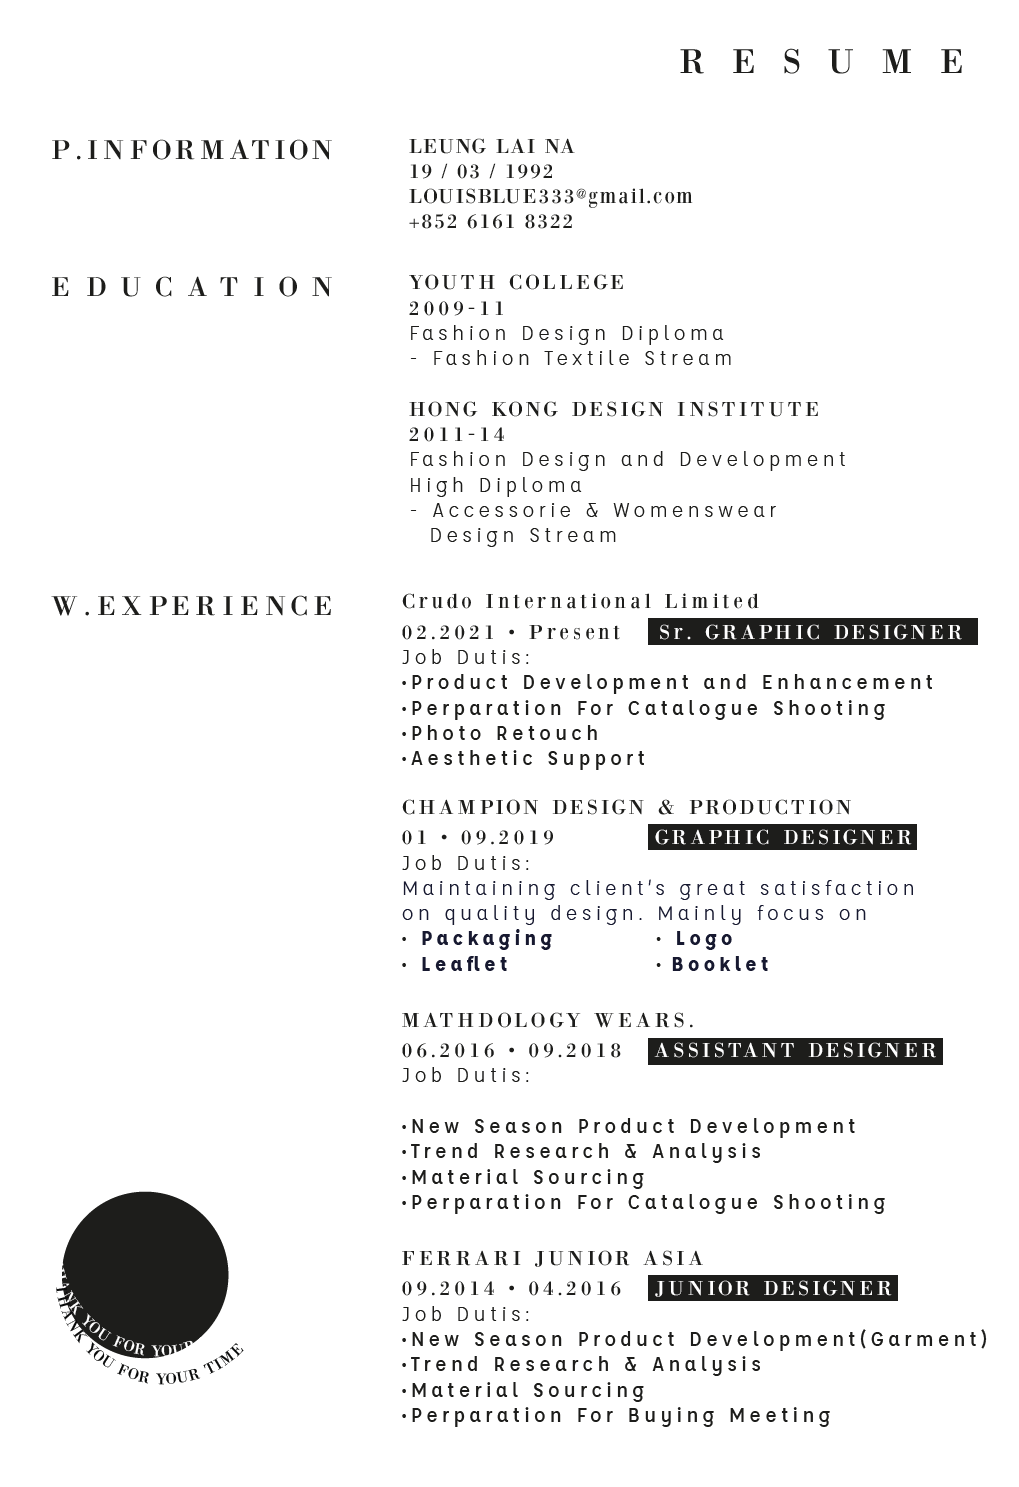 RESUME
P.INFORMATION
LEUNG LAI NA
19 / 03 / 1992
LOUISBLUE333@gmail.com
+852 6161 8322
EDUCATION
YOUTH COLLEGE
2009-11
Fashion Design Diploma
- Fashion Textile Stream
HONG KONG DESIGN INSTITUTE
2011-14
Fashion Design and Development
High Diploma
- Accessorie & Womenswear
Design Stream
W.EXPERIENCE
Crudo International Limited
02.2021 • Present Sr. GRAPHIC DESIGNER
Job Dutis:
•Product Development and Enhancement
•Perparation For Catalogue Shooting
•Photo Retouch
•Aesthetic Support
CHAMPION DESIGN & PRODUCTION
01 • 09.2019 GRAPHIC DESIGNER
Job Dutis:
Maintaining client's great satisfaction
on quality design. Mainly focus on
• Packaging • Logo
• Leaflet • Booklet
MATHDOLOGY WEARS.
06.2016 • 09.2018 ASSISTANT DESIGNER
Job Dutis:
•New Season Product Development
•Trend Research & Analysis
•Material Sourcing
•Perparation For Catalogue Shooting
FERRARI JUNIOR ASIA
09.2014 • 04.2016 JUNIOR DESIGNER
Job Dutis:
•New Season Product Development(Garment)
•Trend Research & Analysis
•Material Sourcing
•Perparation For Buying Meeting
YOU FOR YOUR
THANK YOU FOR YOUR TIME